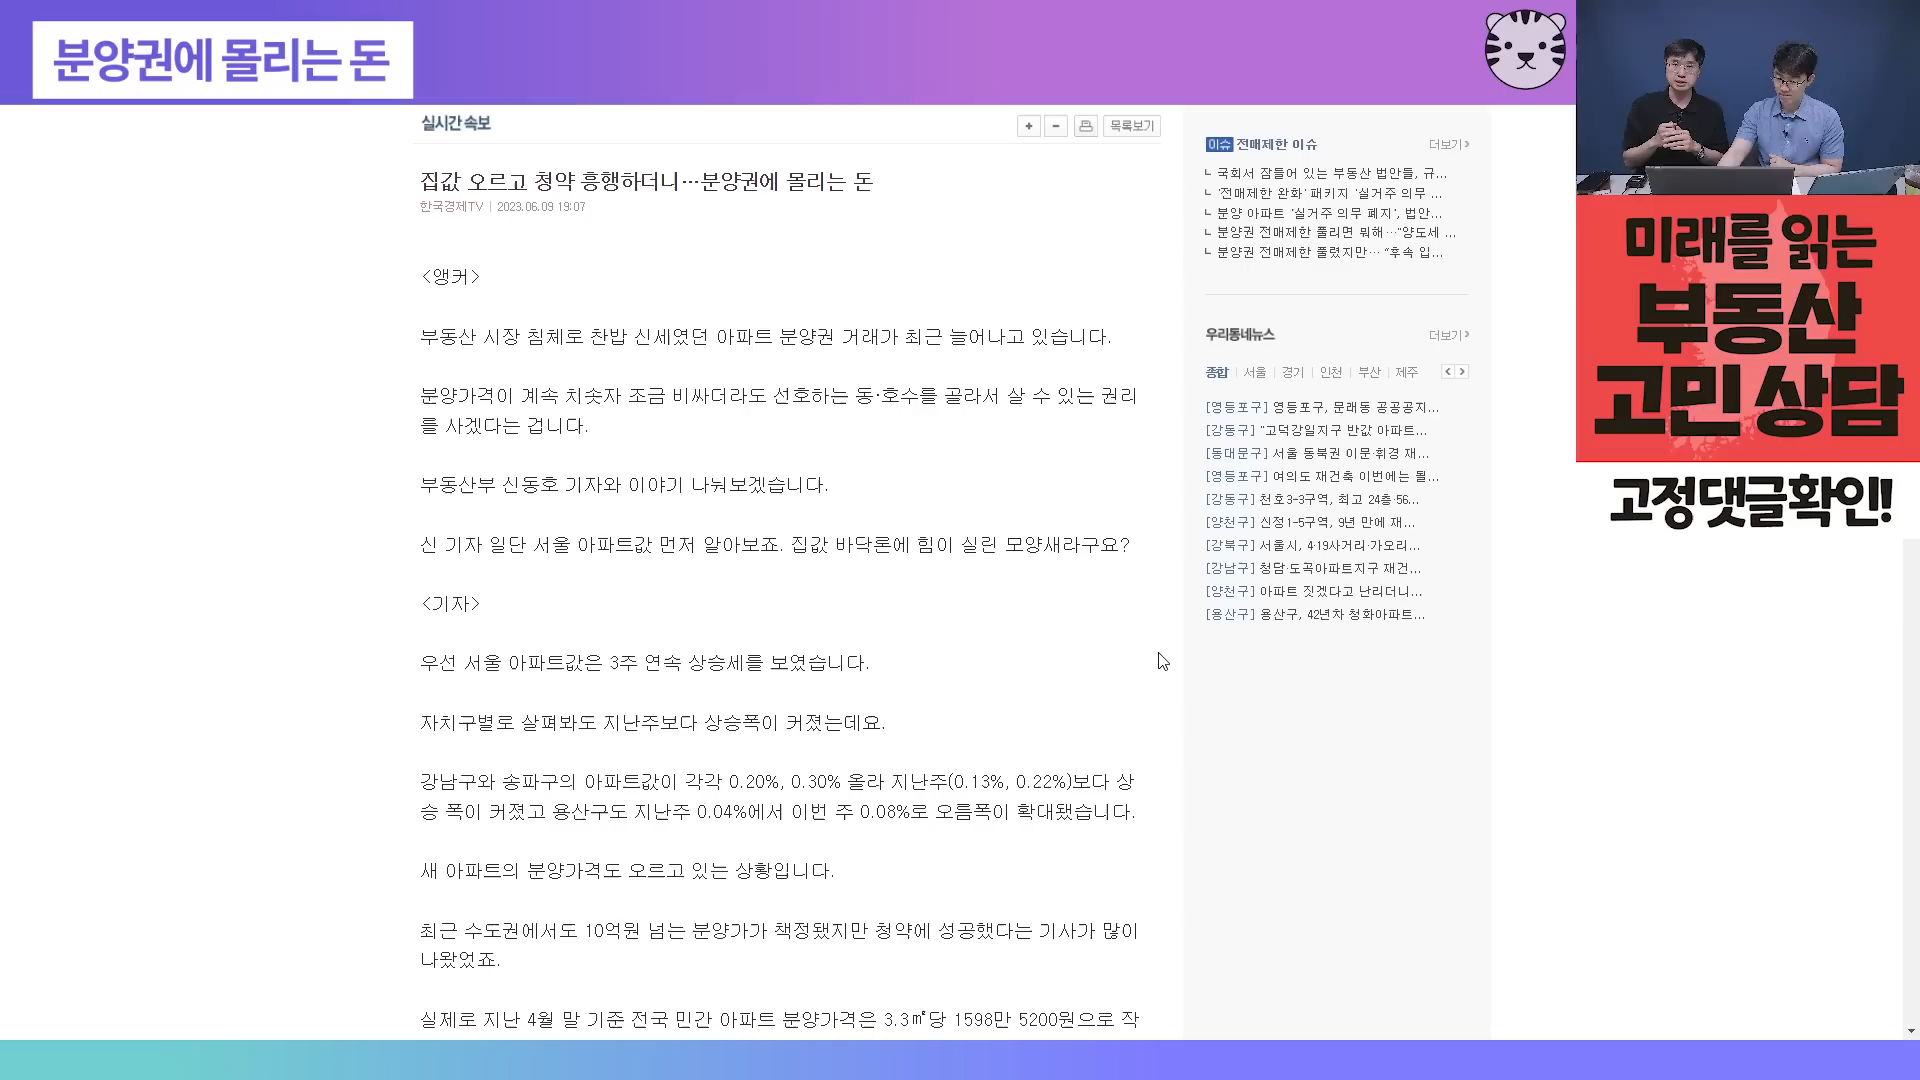 분양권에 몰리는 돈
실시간 속보
목록보기
집값 오르고 청약 흥행하더니…분양권에 몰리는 돈
한국경제TV | 2023.06.09 19:07
<앵커>
부동산 시장 침체로 찬밥 신세였던 아파트 분양권 거래가 최근 늘어나고 있습니다.
분양가격이 계속 치솟자 조금 비싸더라도 선호하는 동·호수를 골라서 살 수 있는 권리
를 사겠다는 겁니다.
부동산부 신동호 기자와 이야기 나눠보겠습니다.
신 기자 일단 서울 아파트값 먼저 알아보죠. 집값 바닥론에 힘이 실린 모양새라구요?
<기자>
우선 서울 아파트값은 3주 연속 상승세를 보였습니다.
자치구별로 살펴봐도 지난주보다 상승폭이 커졌는데요.
강남구와 송파구의 아파트값이 각각 0.20%, 0.30% 올라 지난주(0.13%, 0.22%)보다 상
승 폭이 커졌고 용산구도 지난주 0.04%에서 이번 주 0.08%로 오름폭이 확대됐습니다.
새 아파트의 분양가격도 오르고 있는 상황입니다.
최근 수도권에서도 10억원 넘는 분양가가 책정됐지만 청약에 성공했다는 기사가 많이
나왔었죠.
실제로 지난 4월 말 기준 전국 민간 아파트 분양가격은 3.3㎡당 1598만 5200원으로 작
이슈 전매제한 이슈 더보기
국회서 잠들어 있는 부동산 법안들, 규...
'전매제한 완화' 패키지 '실거주 의무 ...
분양 아파트 '실거주 의무 폐지', 법안...
분양권 전매제한 풀리면 뭐해…"양도세 ...
분양권 전매제한 풀렸지만… "후속 입...
우리동네뉴스 더보기
종합 | 서울 | 경기 | 인천 | 부산 | 제주
[영등포구] 영등포구, 문래동 공공공지...
[강동구] "고덕강일지구 반값 아파트...
[동대문구] 서울 동북권 이문·휘경 재...
[영등포구] 여의도 재건축 이번에는 될...
[강동구] 천호3-3구역, 최고 24층·56...
[양천구] 신정1-5구역, 9년 만에 재...
[강북구] 서울시, 4·19사거리·가오리...
[강남구] 청담·도곡아파트지구 재건...
[양천구] 아파트 짓겠다고 난리더니...
[용산구] 용산구, 42년차 청화아파트...
미래를 읽는
부동산
고민 상담
고정댓글확인!